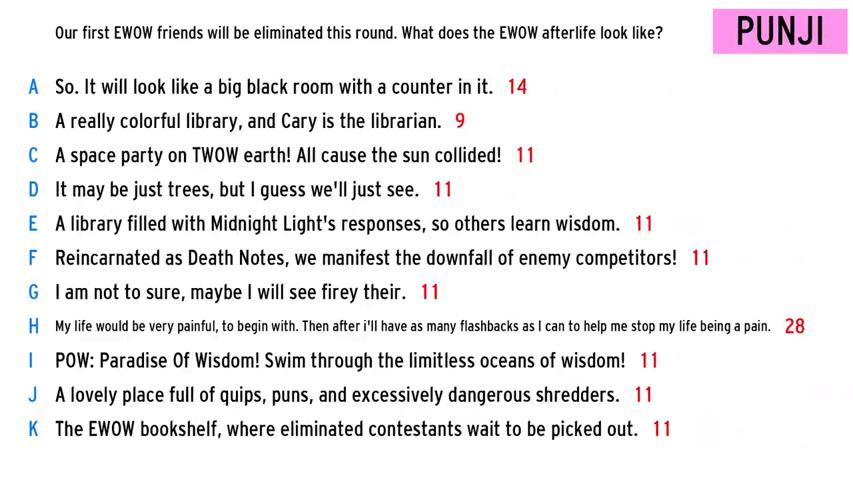 Our first EWOW friends will be eliminated this round. What does the EWOW afterlife look like?
PUNJI
A So. It will look like a big black room with a counter in it. 14
B A really colorful library, and Cary is the librarian. 9
C A space party on TWOW earth! All cause the sun collided! 11
D It may be just trees, but I guess we'll just see. 11
E A library filled with Midnight Light's responses, so others learn wisdom. 11
F Reincarnated as Death Notes, we manifest the downfall of enemy competitors! 11
G I am not to sure, maybe I will see firey their. 11
H My life would be very painful, to begin with. Then after i'll have as many flashbacks as I can to help me stop my life being a pain. 28
I POW: Paradise Of Wisdom! Swim through the limitless oceans of wisdom! 11
J A lovely place full of quips, puns, and excessively dangerous shredders. 11
K The EWOW bookshelf, where eliminated contestants wait to be picked out. 11